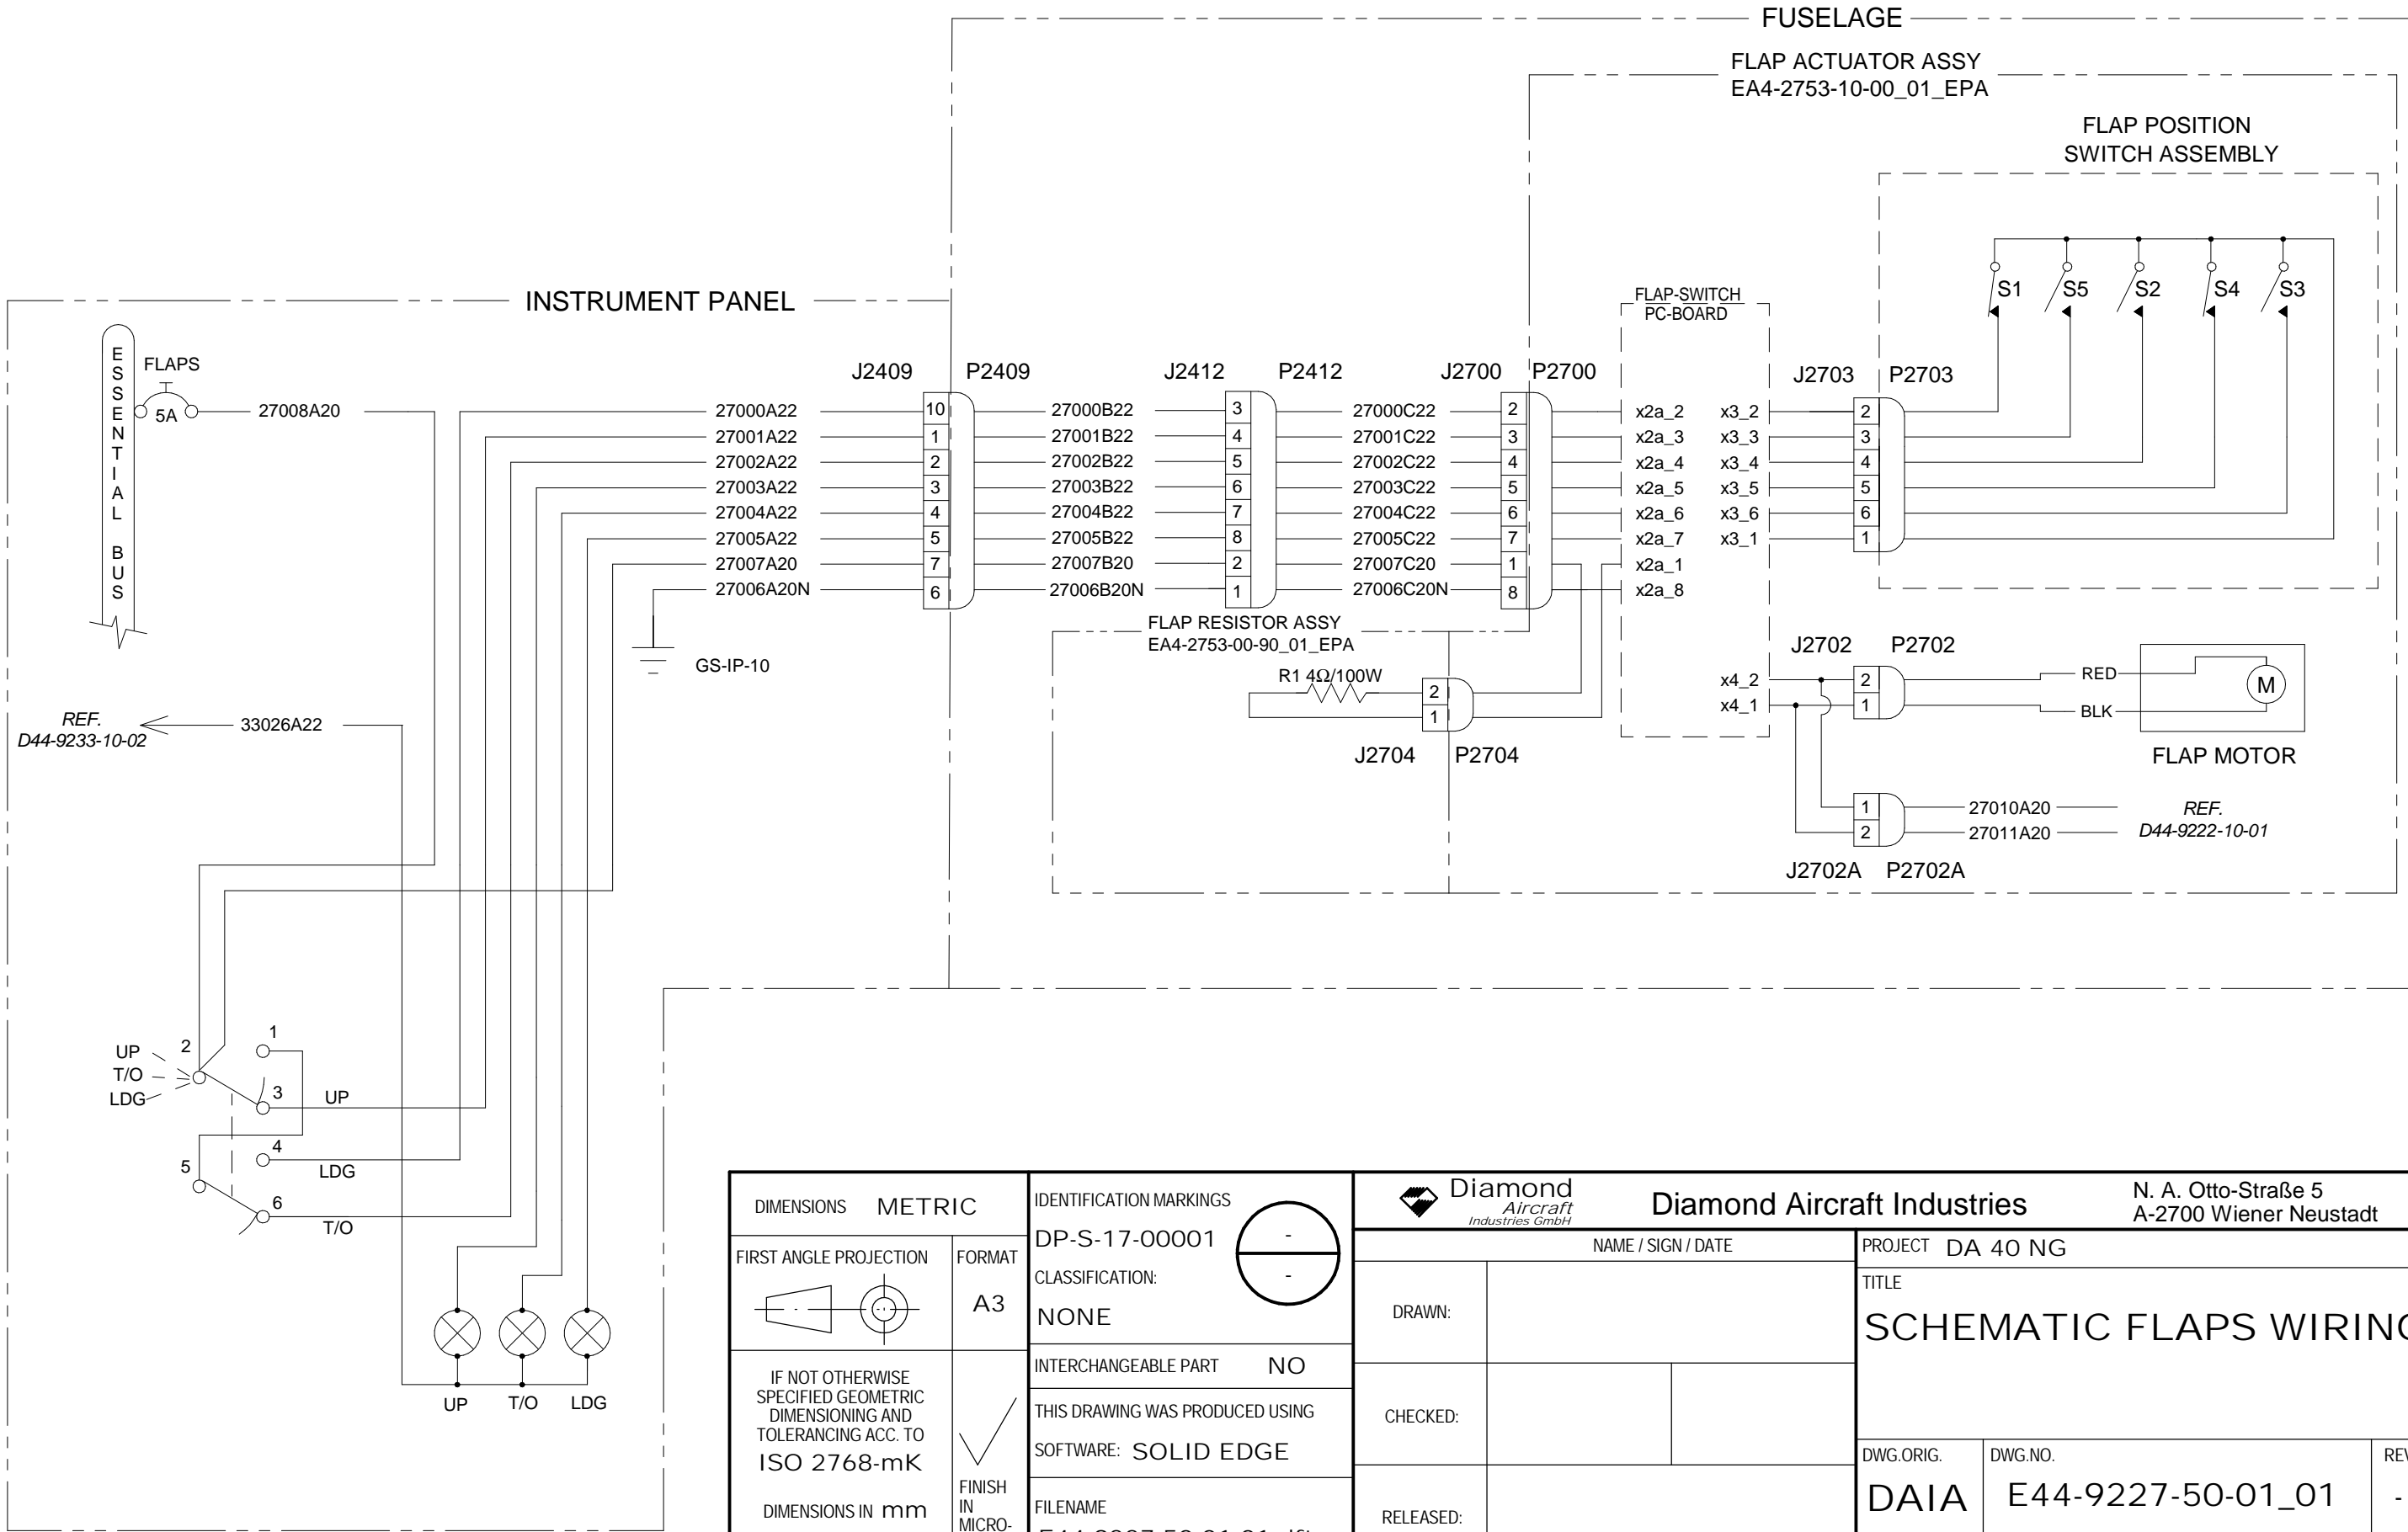 FUSELAGE
FLAP ACTUATOR ASSY
EA4-2753-10-00_01_EPA
FLAP POSITION
SWITCH ASSEMBLY
S1 S5 S2 S4 S3
INSTRUMENT PANEL
FLAP-SWITCH
PC-BOARD
ESSENTIAL BUS
FLAPS
5A
27008A20
J2409 P2409 J2412 P2412 J2700 P2700 J2703 P2703
27000A22 10 27000B22 3 27000C22 2 x2a_2 x3_2 2
27001A22 1 27001B22 4 27001C22 3 x2a_3 x3_3 3
27002A22 2 27002B22 5 27002C22 4 x2a_4 x3_4 4
27003A22 3 27003B22 6 27003C22 5 x2a_5 x3_5 5
27004A22 4 27004B22 7 27004C22 6 x2a_6 x3_6 6
27005A22 5 27005B22 8 27005C22 7 x2a_7 x3_1 1
27007A20 7 27007B20 2 27007C20 1 x2a_1
27006A20N 6 27006B20N 1 27006C20N 8 x2a_8
GS-IP-10
FLAP RESISTOR ASSY
EA4-2753-00-90_01_EPA
R1 4Ω/100W
2
1
J2704 P2704
J2702 P2702
x4_2 2 RED
x4_1 1 BLK
M
FLAP MOTOR
1 27010A20
2 27011A20
REF.
D44-9222-10-01
J2702A P2702A
REF.
D44-9233-10-02
33026A22
UP
T/O
LDG
2
1
3 UP
4
LDG
5
6
T/O
UP T/O LDG
DIMENSIONS METRIC
FIRST ANGLE PROJECTION
FORMAT
A3
IF NOT OTHERWISE
SPECIFIED GEOMETRIC
DIMENSIONING AND
TOLERANCING ACC. TO
ISO 2768-mK
DIMENSIONS IN mm
FINISH
IN
MICRO-
IDENTIFICATION MARKINGS
DP-S-17-00001
-
-
CLASSIFICATION:
NONE
INTERCHANGEABLE PART NO
THIS DRAWING WAS PRODUCED USING
SOFTWARE: SOLID EDGE
FILENAME
Diamond
Aircraft
Industries GmbH
Diamond Aircraft Industries
N. A. Otto-Straße 5
A-2700 Wiener Neustadt
NAME / SIGN / DATE
DRAWN:
CHECKED:
RELEASED:
PROJECT DA 40 NG
TITLE
SCHEMATIC FLAPS WIRING
DWG.ORIG.
DAIA
DWG.NO.
E44-9227-50-01_01
REV
-